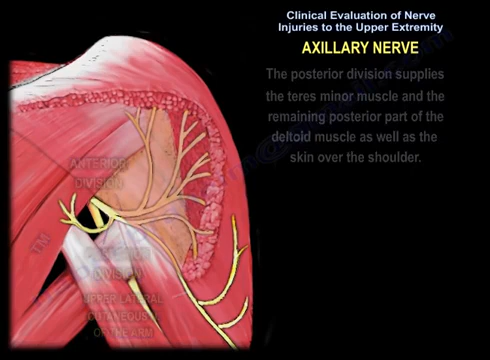 Clinical Evaluation of Nerve
Injuries to the Upper Extremity
AXILLARY NERVE
The posterior division supplies
the teres minor muscle and the
remaining posterior part of the
deltoid muscle as well as the
skin over the shoulder.
ANTERIOR
DIVISION
TM
POSTERIOR
DIVISION
UPPER LATERAL
CUTANEOUS N.
OF THE ARM